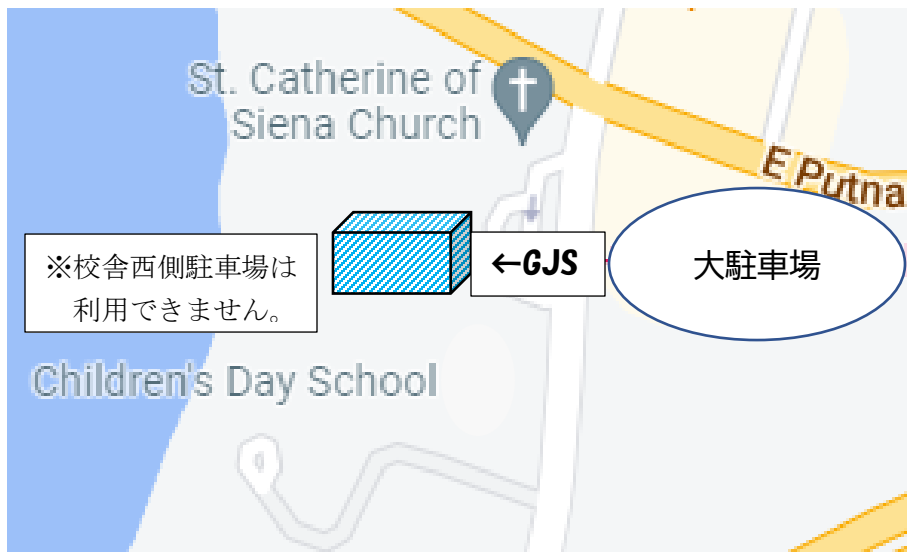 St. Catherine of
Siena Church
E Putna
※校舎西側駐車場は
利用できません。
←GJS
大駐車場
Children's Day School